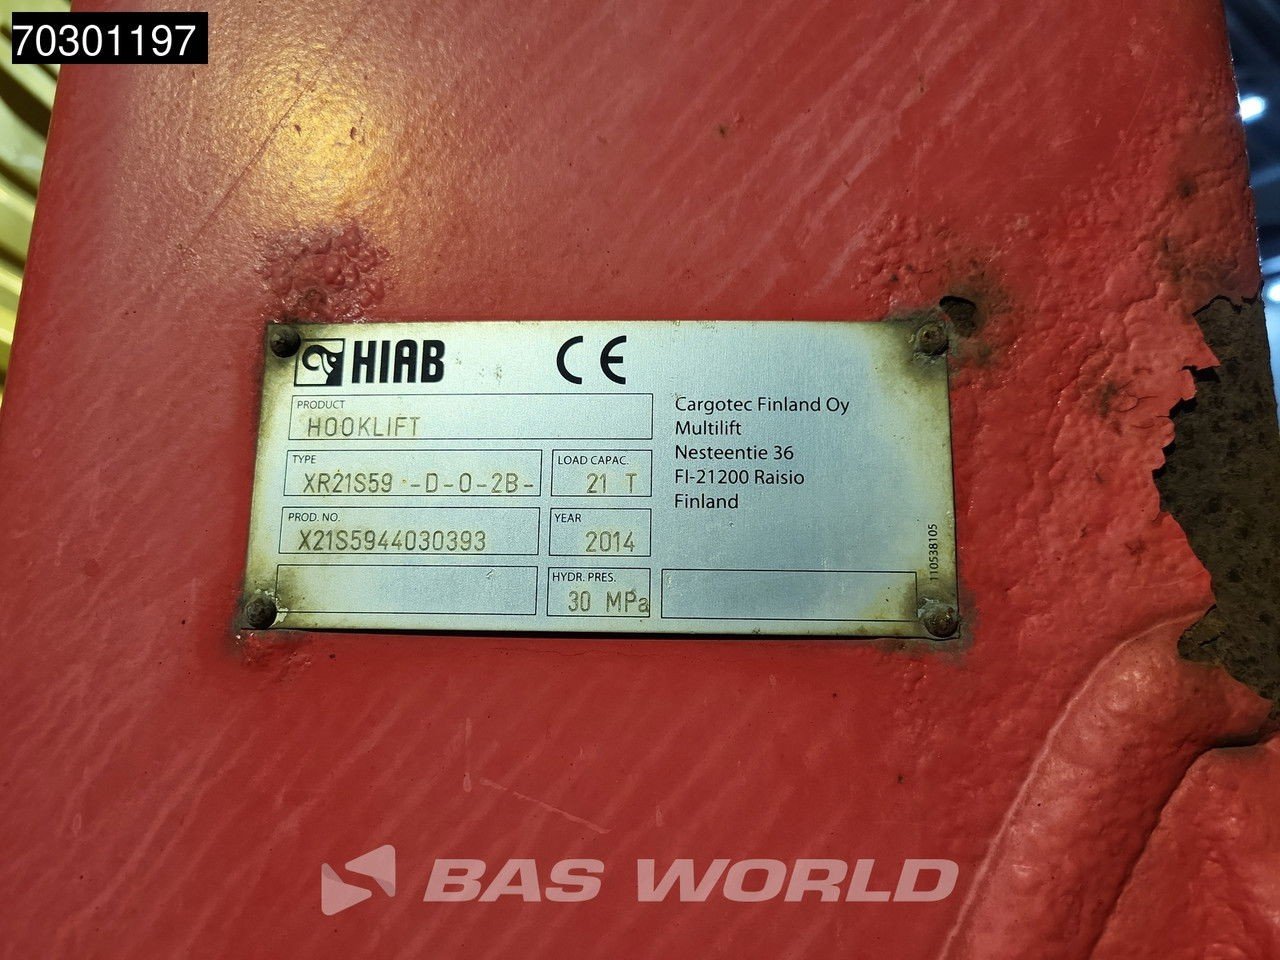 70301197
HIAB CE
PRODUCT
HOOKLIFT
TYPE
XR21S59 -D-0-2B-
LOAD CAPAC.
21 T
PROD. NO.
X21S5944030393
YEAR
2014
HYDR. PRES.
30 MPa
Cargotec Finland Oy
Multilift
Nesteentie 36
FI-21200 Raisio
Finland
110538105
BAS WORLD